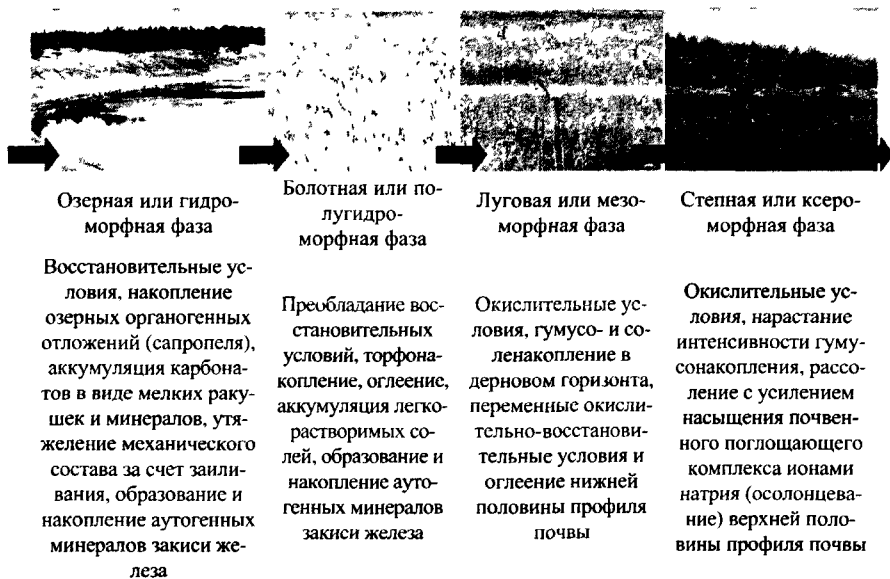 Озерная или гидро-
морфная фаза
Восстановительные ус-
ловия, накопление
озерных органогенных
отложений (сапропеля),
аккумуляция карбона-
тов в виде мелких раку-
шек и минералов, утя-
желение механического
состава за счет заили-
вания, образование и
накопление аутогенных
минералов закиси же-
леза
Болотная или по-
лугидро-
морфная фаза
Преобладание вос-
становительных
условий, торфона-
копление, оглеение,
аккумуляция легко-
растворимых со-
лей, образование и
накопление ауто-
генных минералов
закиси железа
Луговая или мезо-
морфная фаза
Окислительные ус-
ловия, гумусо- и со-
ленакопление в
дерновом горизонта,
переменные окисли-
тельно-восстанови-
тельные условия и
оглеение нижней
половины профиля
почвы
Степная или ксеро-
морфная фаза
Окислительные ус-
ловия, нарастание
интенсивности гуму-
сонакопления, рассо-
ление с усилением
насыщения почвен-
ного поглощающего
комплекса ионами
натрия (осолонцева-
ние) верхней поло-
вины профиля почвы